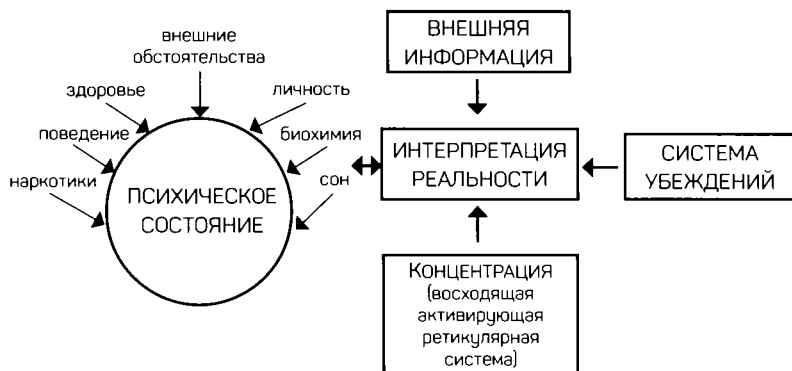 внешние
обстоятельства
здоровье
личность
поведение
биохимия
наркотики
сон
ПСИХИЧЕСКОЕ
СОСТОЯНИЕ
ВНЕШНЯЯ
ИНФОРМАЦИЯ
ИНТЕРПРЕТАЦИЯ
РЕАЛЬНОСТИ
СИСТЕМА
УБЕЖДЕНИЙ
КОНЦЕНТРАЦИЯ
(восходящая
активирующая
ретикулярная
система)